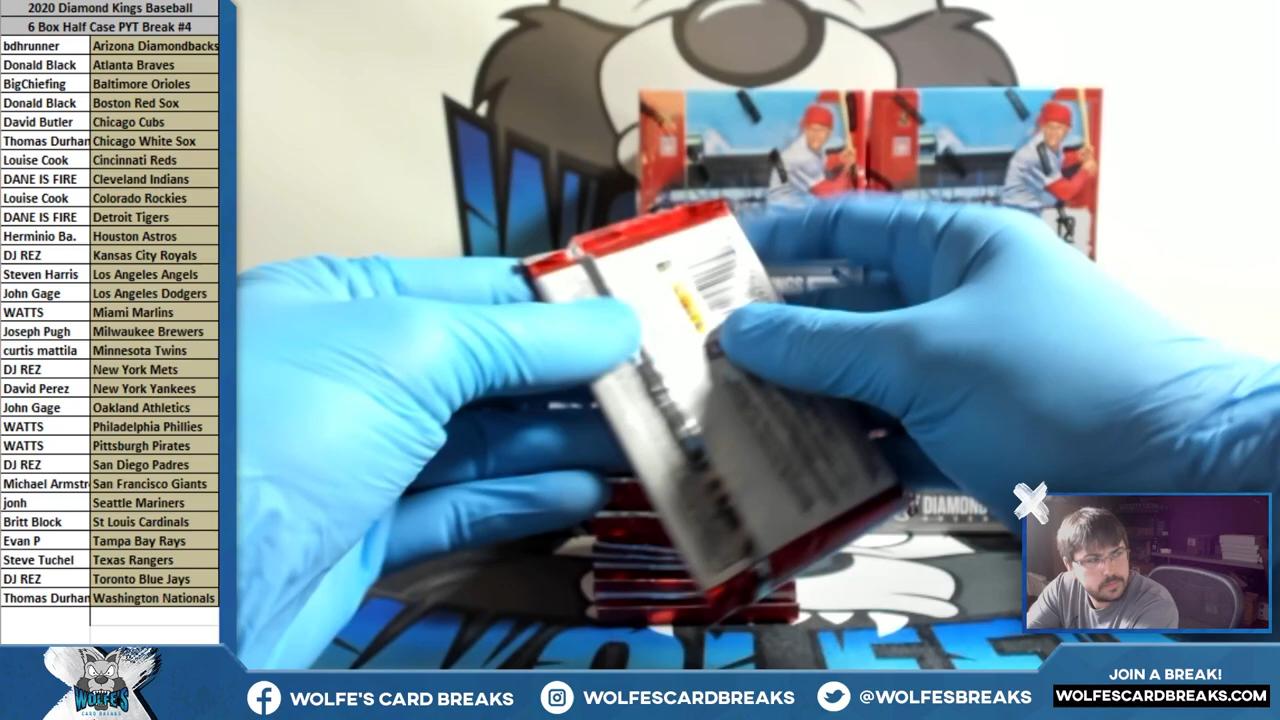 2020 Diamond Kings Baseball
6 Box Half Case PYT Break #4
bdhrunner Arizona Diamondbacks
Donald Black Atlanta Braves
BigChiefing Baltimore Orioles
Donald Black Boston Red Sox
David Butler Chicago Cubs
Thomas Durhan Chicago White Sox
Louise Cook Cincinnati Reds
DANE IS FIRE Cleveland Indians
Louise Cook Colorado Rockies
DANE IS FIRE Detroit Tigers
Herminio Ba. Houston Astros
DJ REZ Kansas City Royals
Steven Harris Los Angeles Angels
John Gage Los Angeles Dodgers
WATTS Miami Marlins
Joseph Pugh Milwaukee Brewers
curtis mattila Minnesota Twins
DJ REZ New York Mets
David Perez New York Yankees
John Gage Oakland Athletics
WATTS Philadelphia Phillies
WATTS Pittsburgh Pirates
DJ REZ San Diego Padres
Michael Armstr San Francisco Giants
jonh Seattle Mariners
Britt Block St Louis Cardinals
Evan P Tampa Bay Rays
Steve Tuchel Texas Rangers
DJ REZ Toronto Blue Jays
Thomas Durhan Washington Nationals
DIAMOND
WOLFE'S
CARD BREAKS
WOLFE'S CARD BREAKS
WOLFESCARDBREAKS
@WOLFESBREAKS
JOIN A BREAK!
WOLFESCARDBREAKS.COM